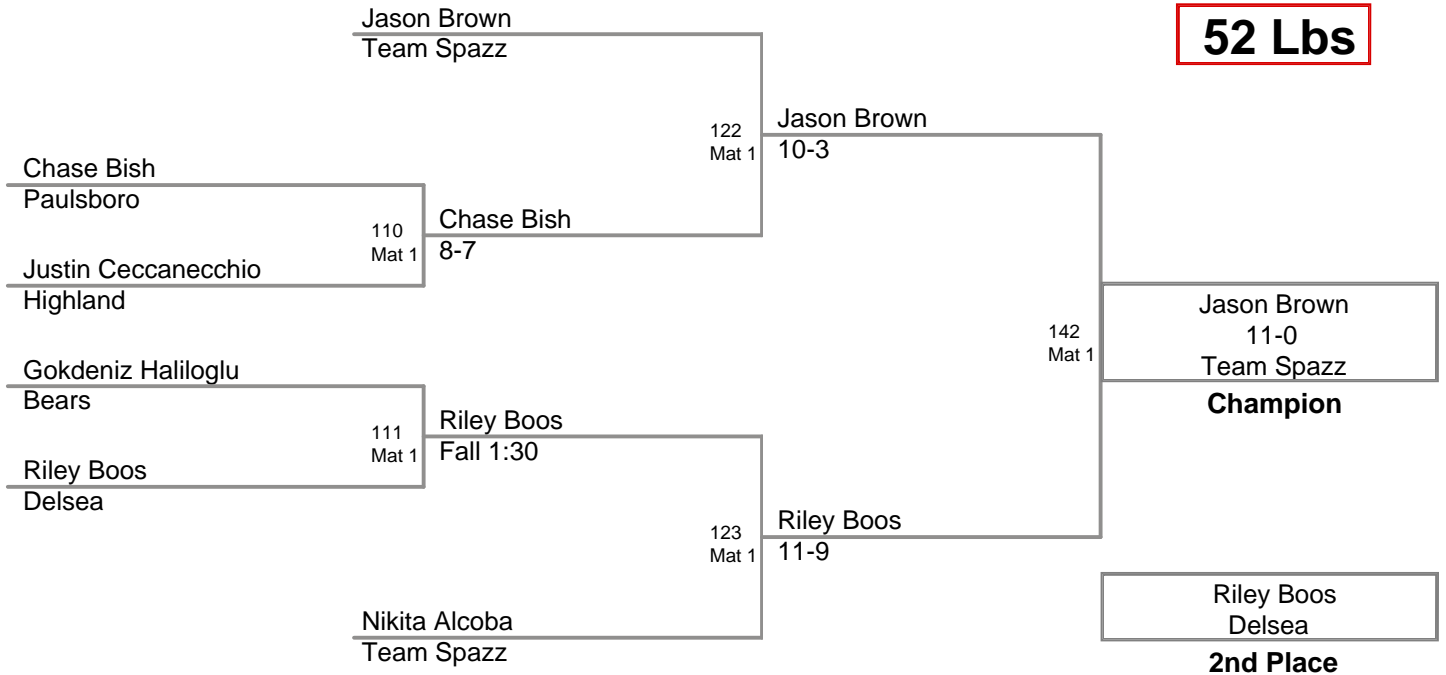 52 Lbs
Jason Brown
Team Spazz
122
Mat 1
Jason Brown
10-3
Chase Bish
Paulsboro
110
Mat 1
Chase Bish
8-7
Justin Ceccanecchio
Highland
142
Mat 1
Jason Brown
11-0
Team Spazz
Champion
Gokdeniz Haliloglu
Bears
111
Mat 1
Riley Boos
Fall 1:30
Riley Boos
Delsea
123
Mat 1
Riley Boos
11-9
Nikita Alcoba
Team Spazz
Riley Boos
Delsea
2nd Place